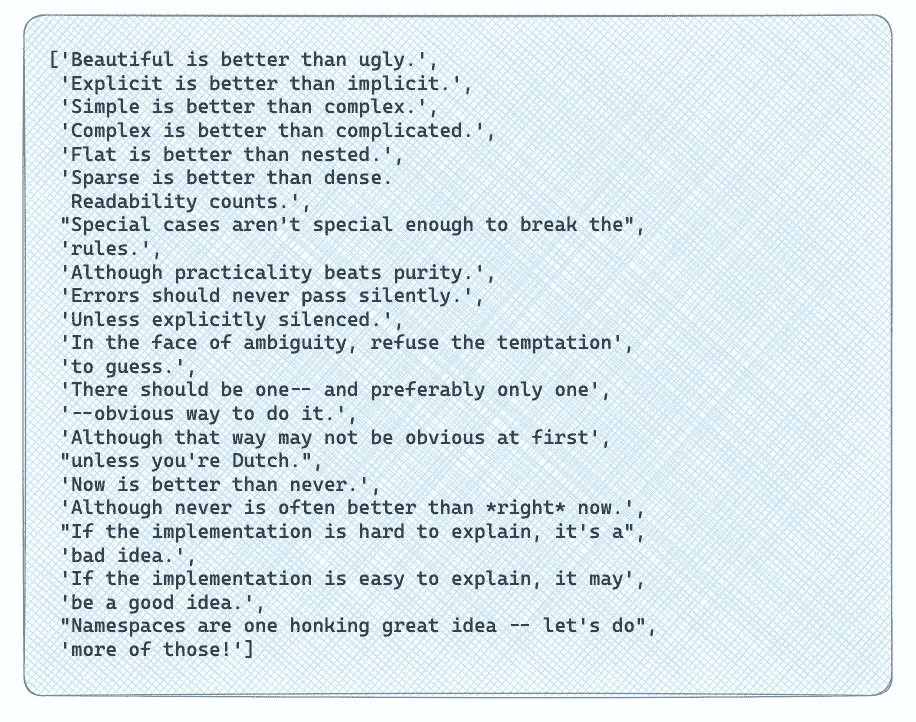 ['Beautiful is better than ugly.',
'Explicit is better than implicit.',
'Simple is better than complex.',
'Complex is better than complicated.',
'Flat is better than nested.',
'Sparse is better than dense.
Readability counts.',
"Special cases aren't special enough to break the",
'rules.',
'Although practicality beats purity.',
'Errors should never pass silently.',
'Unless explicitly silenced.',
'In the face of ambiguity, refuse the temptation',
'to guess.',
'There should be one-- and preferably only one',
'--obvious way to do it.',
'Although that way may not be obvious at first',
"unless you're Dutch.",
'Now is better than never.',
'Although never is often better than *right* now.',
"If the implementation is hard to explain, it's a",
'bad idea.',
'If the implementation is easy to explain, it may',
'be a good idea.',
"Namespaces are one honking great idea -- let's do",
'more of those!']